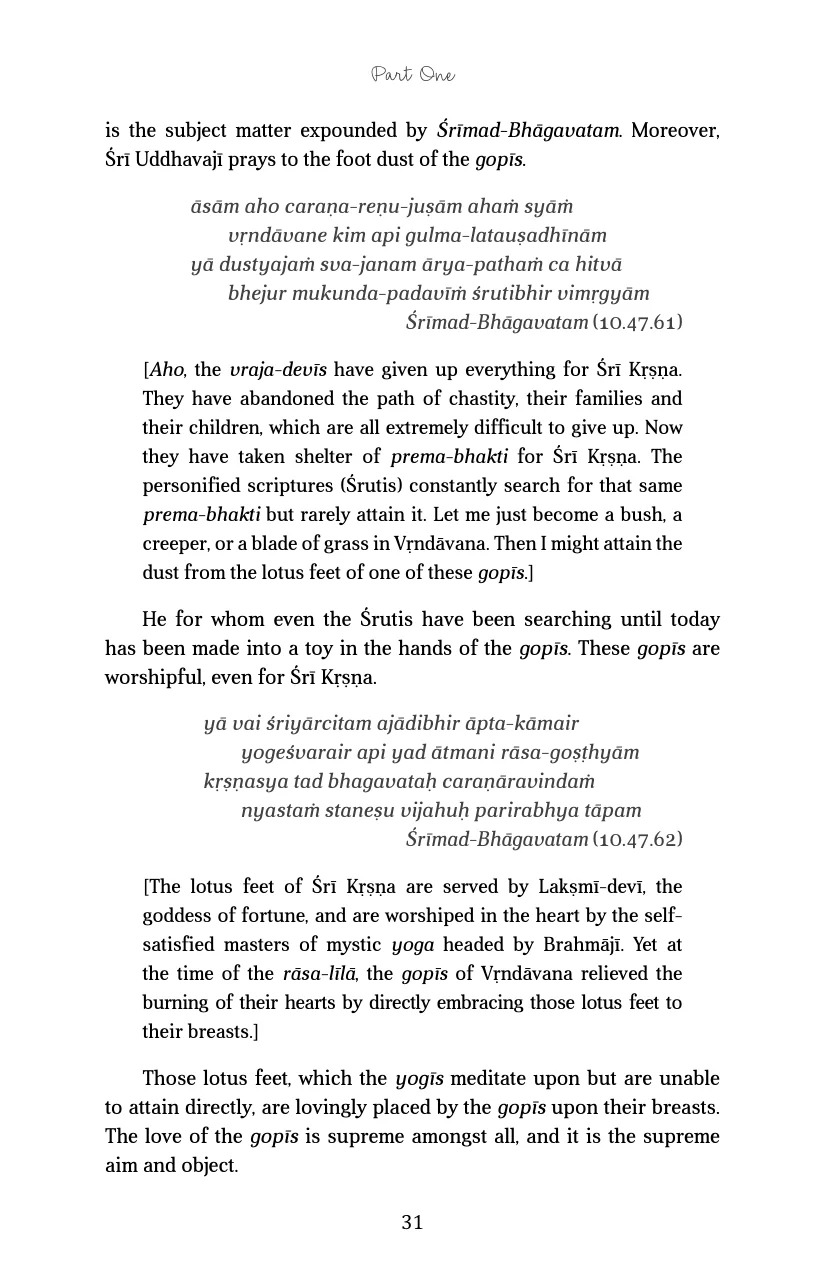 Part One
is the subject matter expounded by Śrīmad-Bhāgavatam. Moreover,
Śrī Uddhavajī prays to the foot dust of the gopīs.
āsām aho caraṇa-reṇu-juṣām ahaṁ syāṁ
vṛndāvane kim api gulma-latauṣadhīnām
yā dustyajaṁ sva-janam ārya-pathaṁ ca hitvā
bhejur mukunda-padavīṁ śrutibhir vimṛgyām
Śrīmad-Bhāgavatam (10.47.61)
[Aho, the vraja-devīs have given up everything for Śrī Kṛṣṇa.
They have abandoned the path of chastity, their families and
their children, which are all extremely difficult to give up. Now
they have taken shelter of prema-bhakti for Śrī Kṛṣṇa. The
personified scriptures (Śrutis) constantly search for that same
prema-bhakti but rarely attain it. Let me just become a bush, a
creeper, or a blade of grass in Vṛndāvana. Then I might attain the
dust from the lotus feet of one of these gopīs.]
He for whom even the Śrutis have been searching until today
has been made into a toy in the hands of the gopīs. These gopīs are
worshipful, even for Śrī Kṛṣṇa.
yā vai śriyārcitam ajādibhir āpta-kāmair
yogeśvarair api yad ātmani rāsa-goṣṭhyām
kṛṣṇasya tad bhagavataḥ caraṇāravindaṁ
nyastaṁ staneṣu vijahuḥ parirabhya tāpam
Śrīmad-Bhāgavatam (10.47.62)
[The lotus feet of Śrī Kṛṣṇa are served by Lakṣmī-devī, the
goddess of fortune, and are worshiped in the heart by the self-
satisfied masters of mystic yoga headed by Brahmājī. Yet at
the time of the rāsa-līlā, the gopīs of Vṛndāvana relieved the
burning of their hearts by directly embracing those lotus feet to
their breasts.]
Those lotus feet, which the yogīs meditate upon but are unable
to attain directly, are lovingly placed by the gopīs upon their breasts.
The love of the gopīs is supreme amongst all, and it is the supreme
aim and object.
31